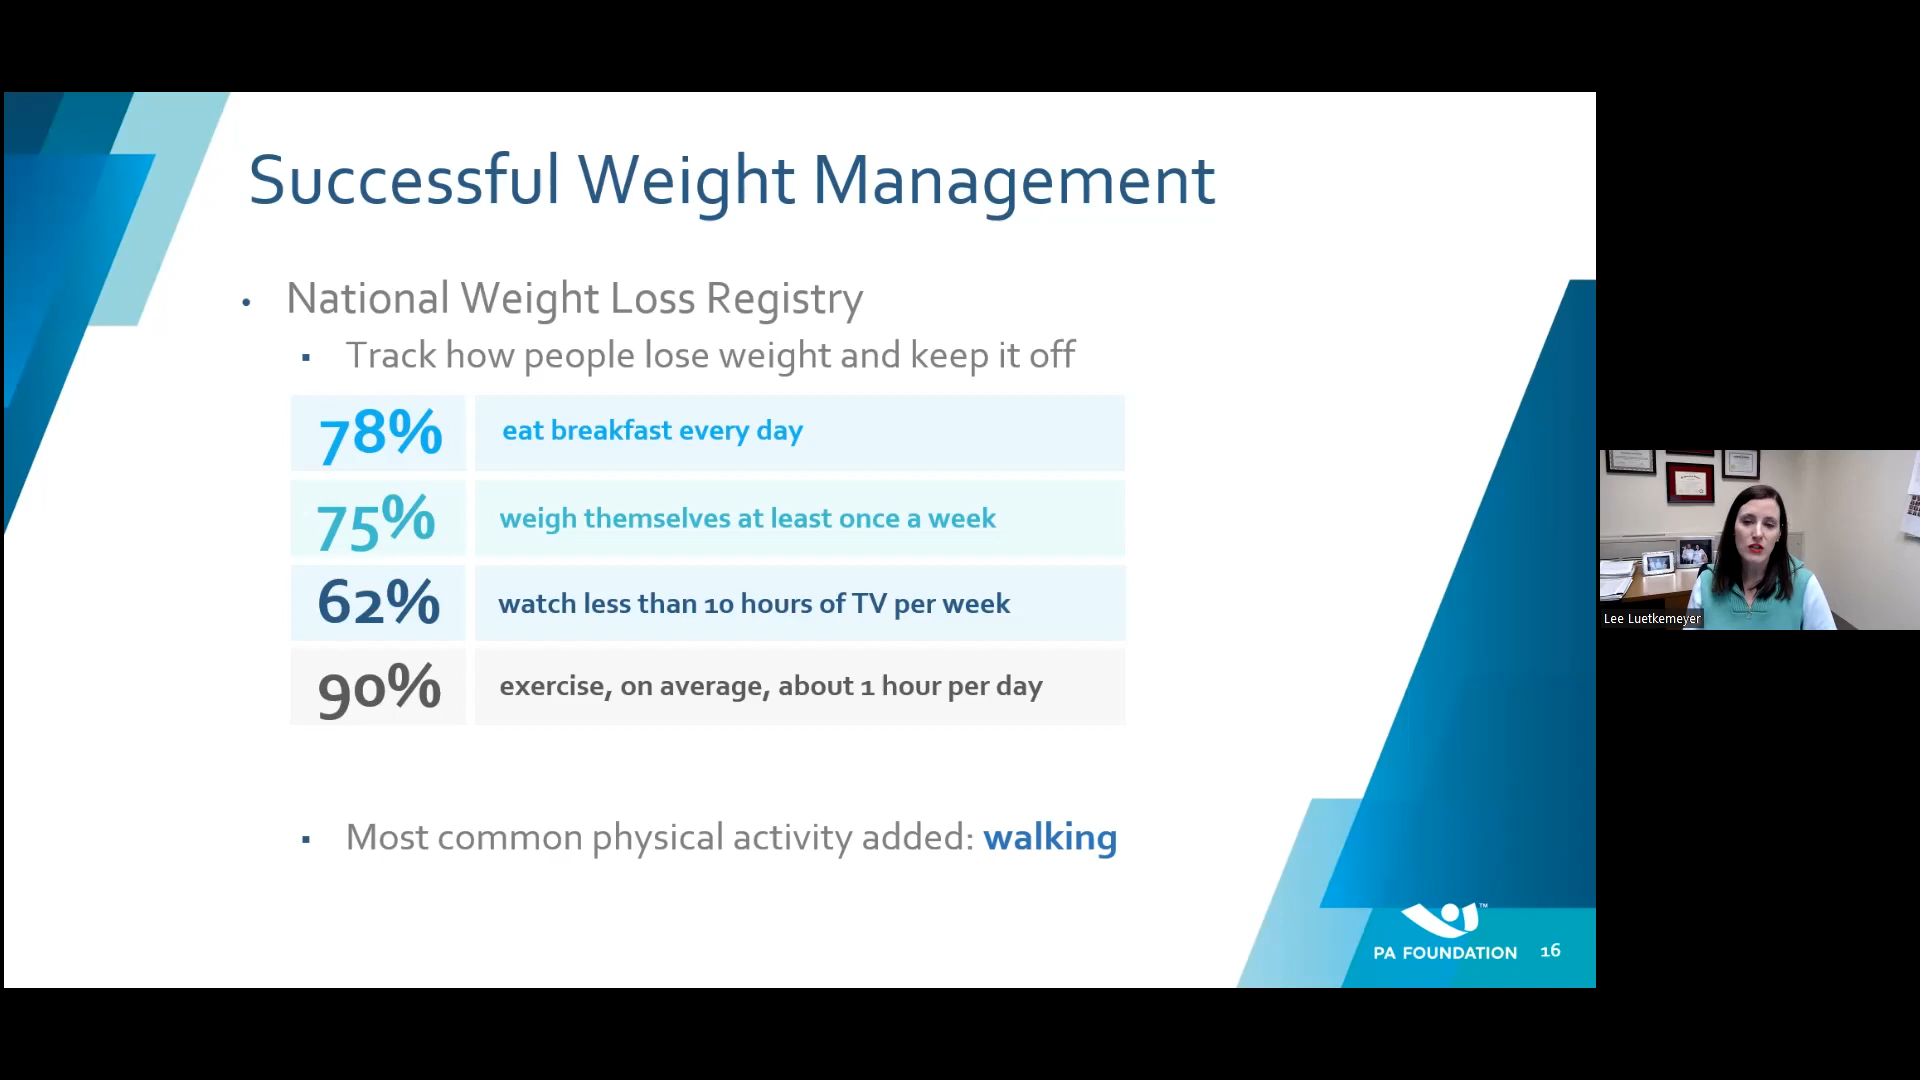 Successful Weight Management
• National Weight Loss Registry
▪ Track how people lose weight and keep it off
78% eat breakfast every day
75% weigh themselves at least once a week
62% watch less than 10 hours of TV per week
90% exercise, on average, about 1 hour per day
▪ Most common physical activity added: walking
™
PA FOUNDATION 16
Lee Luetkemeyer